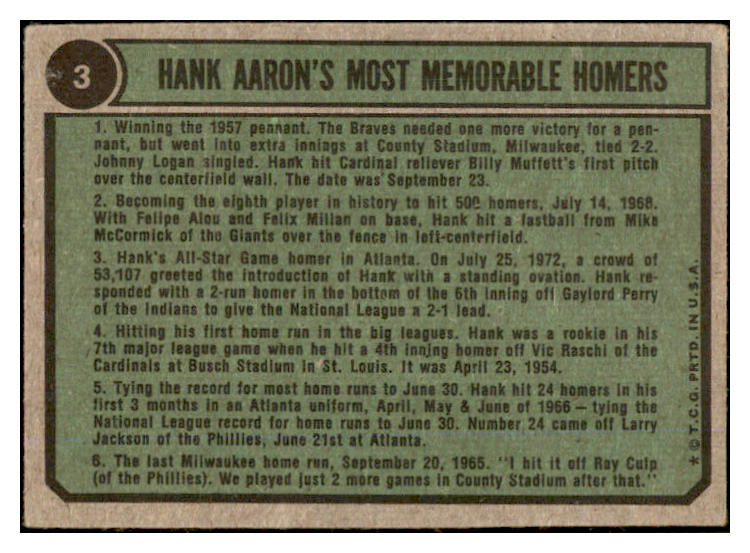 3
HANK AARON'S MOST MEMORABLE HOMERS
1. Winning the 1957 pennant. The Braves needed one more victory for a pen-
nant, but went into extra innings at County Stadium, Milwaukee, tied 2-2.
Johnny Logan singled. Hank hit Cardinal reliever Billy Muffett's first pitch
over the centerfield wall. The date was September 23.
2. Becoming the eighth player in history to hit 500 homers, July 14, 1968.
With Felipe Alou and Felix Millan on base, Hank hit a fastball from Mike
McCormick of the Giants over the fence in left-centerfield.
3. Hank's All-Star Game homer in Atlanta. On July 25, 1972, a crowd of
53,107 greeted the introduction of Hank with a standing ovation. Hank re-
sponded with a 2-run homer in the bottom of the 6th inning off Gaylord Perry
of the Indians to give the National League a 2-1 lead.
4. Hitting his first home run in the big leagues. Hank was a rookie in his
7th major league game when he hit a 4th inning homer off Vic Raschi of the
Cardinals at Busch Stadium in St. Louis. It was April 23, 1954.
5. Tying the record for most home runs to June 30. Hank hit 24 homers in his
first 3 months in an Atlanta uniform, April, May & June of 1966 — tying the
National League record for home runs to June 30. Number 24 came off Larry
Jackson of the Phillies, June 21st at Atlanta.
6. The last Milwaukee home run, September 20, 1965. "I hit it off Ray Culp
(of the Phillies). We played just 2 more games in County Stadium after that."
★ © T.C.G. PRTD. IN U.S.A.